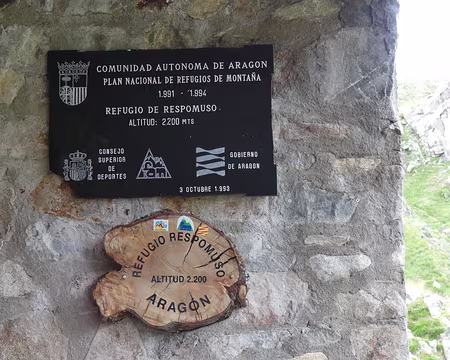 COMUNIDAD AUTONOMA DE ARAGON
PLAN NACIONAL DE REFUGIOS DE MONTAÑA
1.991 - 1.994
REFUGIO DE RESPOMUSO
ALTITUD: 2.200 MTS
CONSEJO
SUPERIOR
DE
DEPORTES
GOBIERNO
DE ARAGON
3 OCTUBRE 1.993
REFUGIO RESPOMUSO
ALTITUD 2.200
ARAGÓN